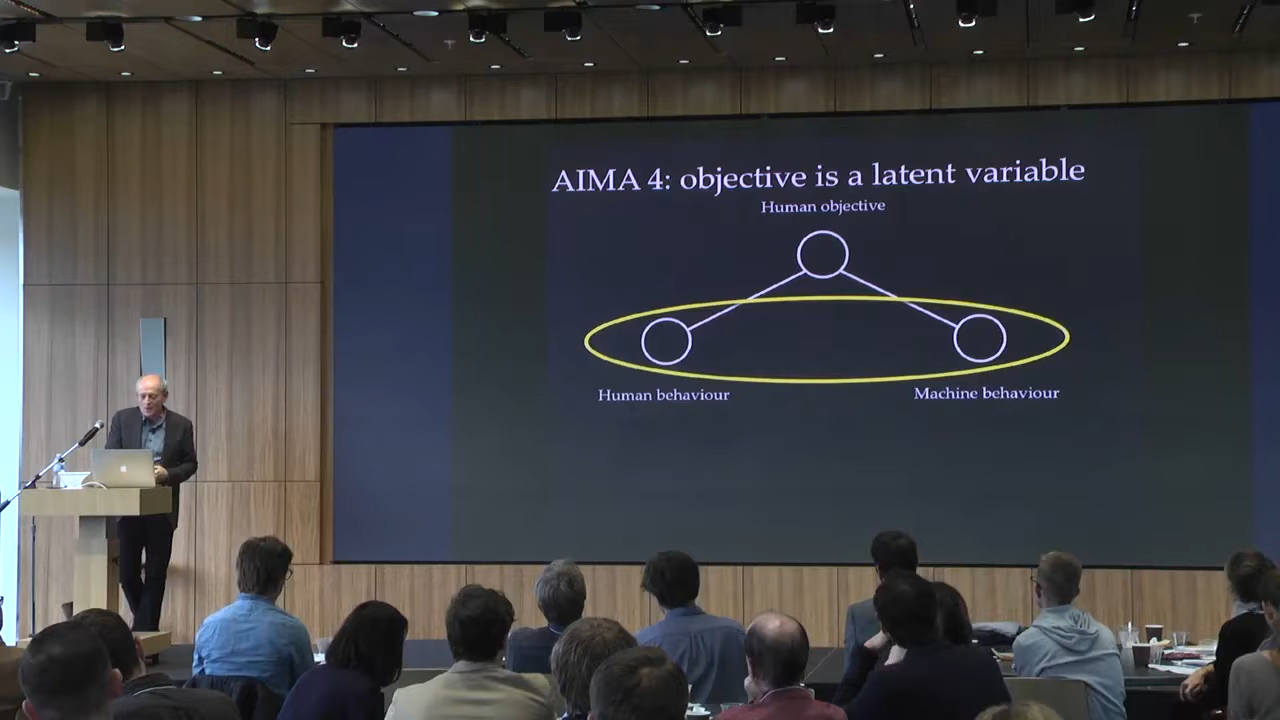 AIMA 4: objective is a latent variable
Human objective
Human behaviour
Machine behaviour